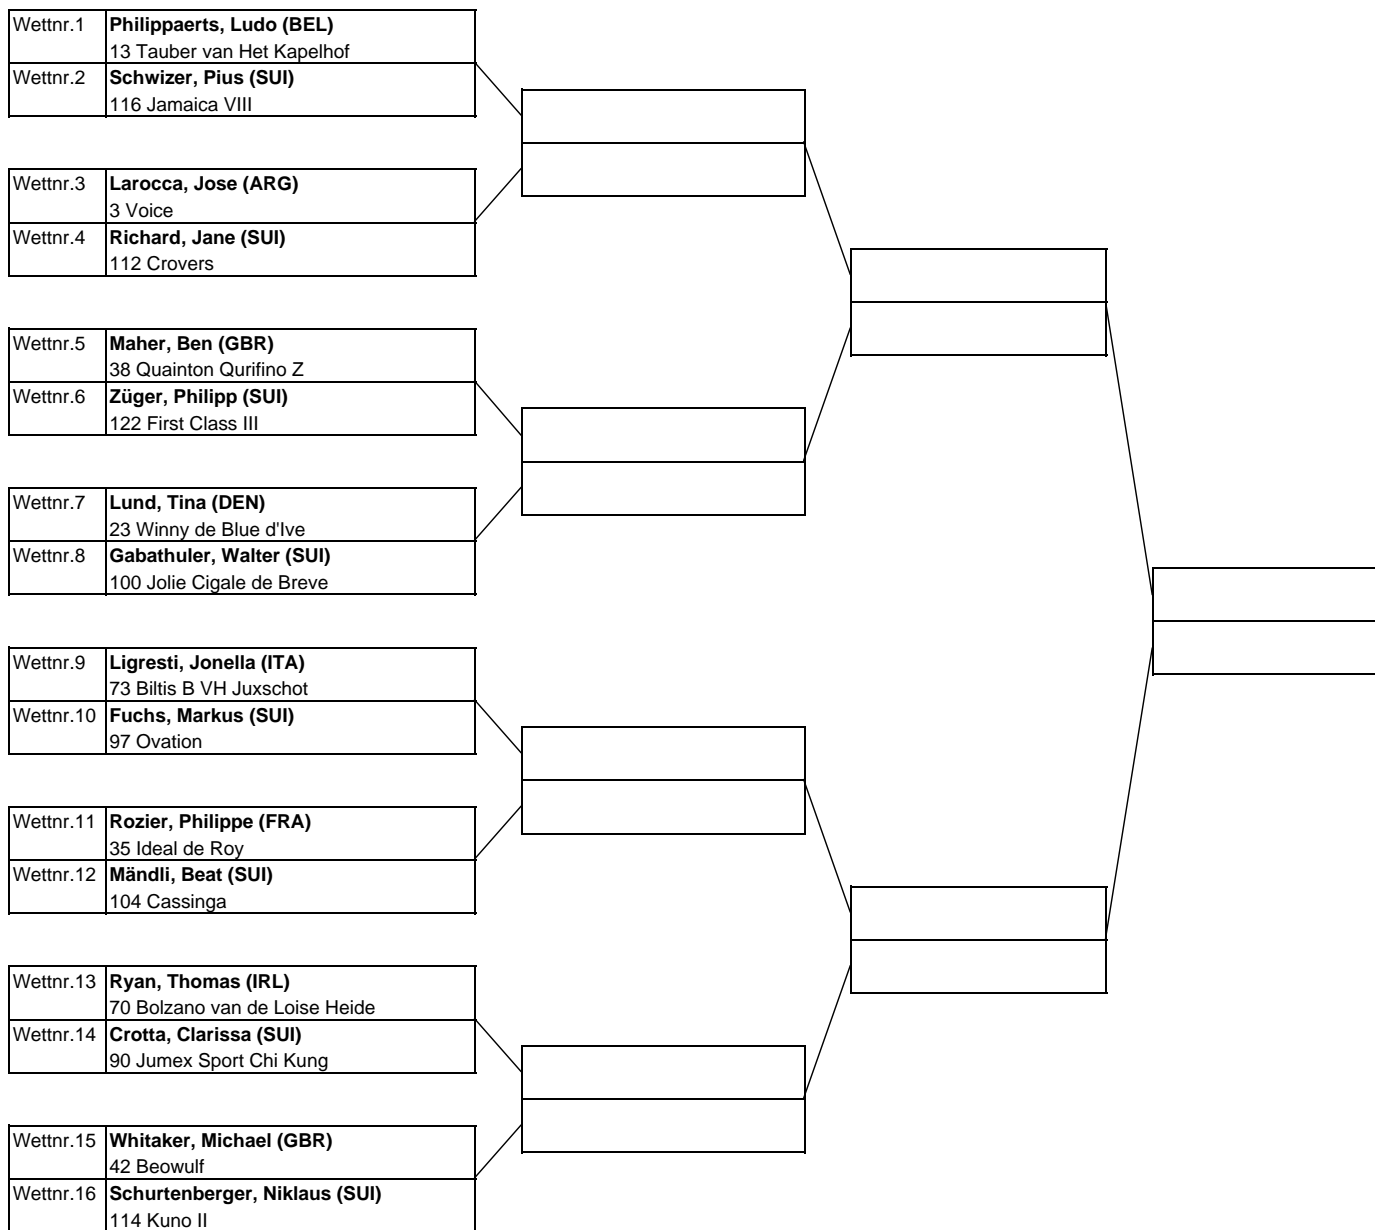 Wettnr.1 Philippaerts, Ludo (BEL)
13 Tauber van Het Kapelhof
Wettnr.2 Schwizer, Pius (SUI)
116 Jamaica VIII
Wettnr.3 Larocca, Jose (ARG)
3 Voice
Wettnr.4 Richard, Jane (SUI)
112 Crovers
Wettnr.5 Maher, Ben (GBR)
38 Quainton Qurifino Z
Wettnr.6 Züger, Philipp (SUI)
122 First Class III
Wettnr.7 Lund, Tina (DEN)
23 Winny de Blue d'Ive
Wettnr.8 Gabathuler, Walter (SUI)
100 Jolie Cigale de Breve
Wettnr.9 Ligresti, Jonella (ITA)
73 Biltis B VH Juxschot
Wettnr.10 Fuchs, Markus (SUI)
97 Ovation
Wettnr.11 Rozier, Philippe (FRA)
35 Ideal de Roy
Wettnr.12 Mändli, Beat (SUI)
104 Cassinga
Wettnr.13 Ryan, Thomas (IRL)
70 Bolzano van de Loise Heide
Wettnr.14 Crotta, Clarissa (SUI)
90 Jumex Sport Chi Kung
Wettnr.15 Whitaker, Michael (GBR)
42 Beowulf
Wettnr.16 Schurtenberger, Niklaus (SUI)
114 Kuno II